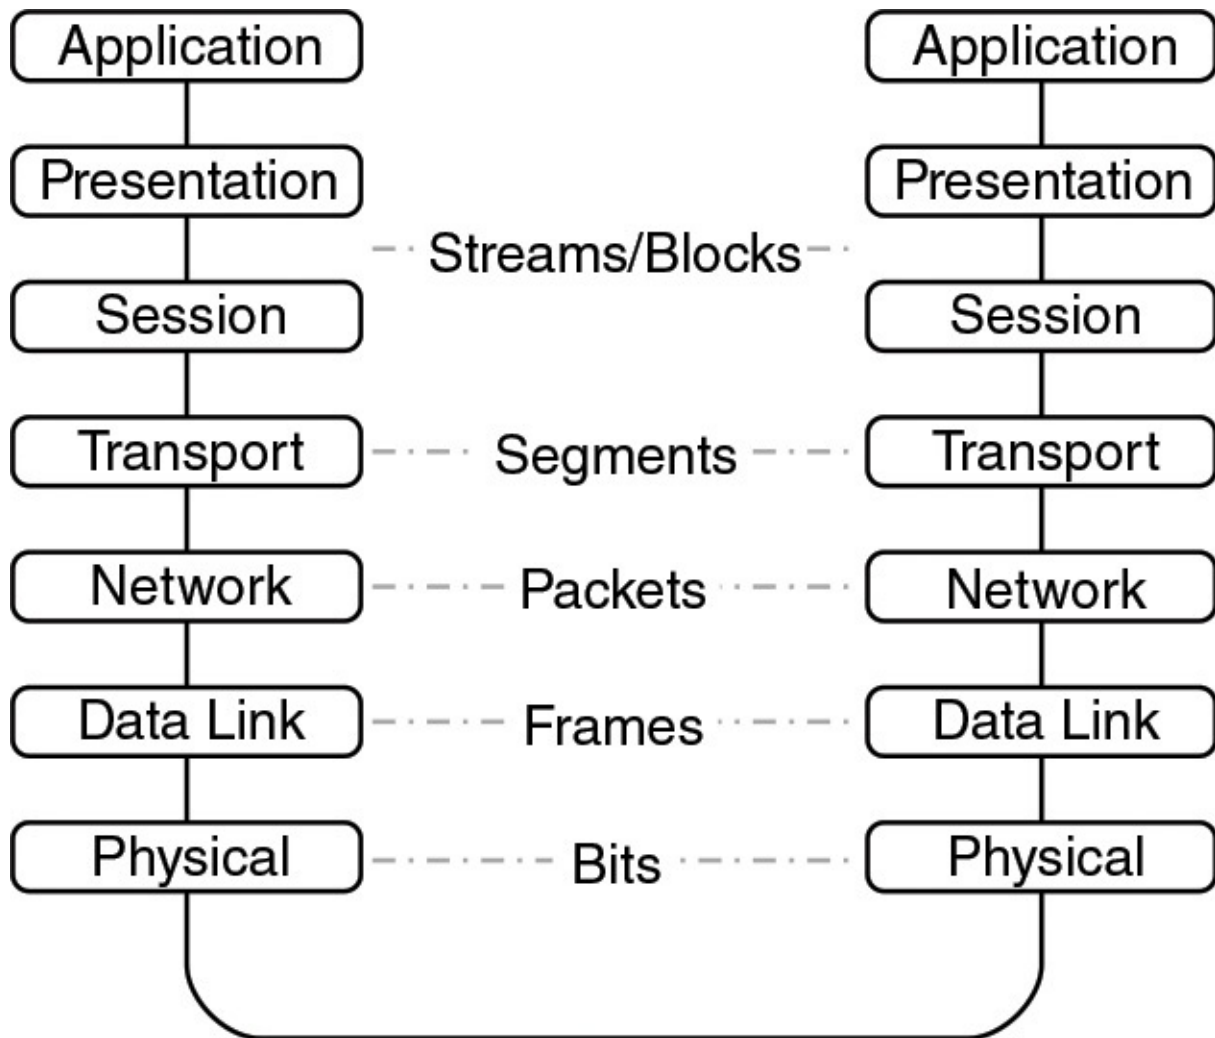 Application Application
Presentation Presentation
Streams/Blocks
Session Session
Transport Segments Transport
Network Packets Network
Data Link Frames Data Link
Physical Bits Physical